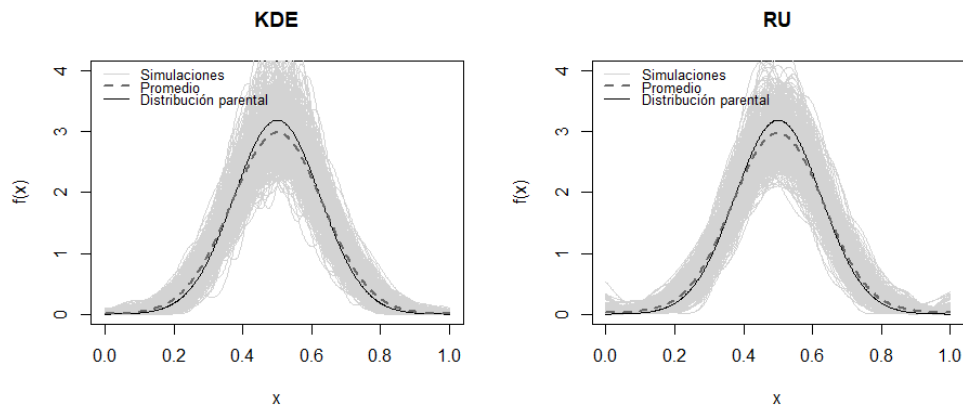 KDE
Simulaciones
Promedio
Distribución parental
f(x)
4
3
2
1
0
0.0 0.2 0.4 0.6 0.8 1.0
x
RU
Simulaciones
Promedio
Distribución parental
f(x)
4
3
2
1
0
0.0 0.2 0.4 0.6 0.8 1.0
x